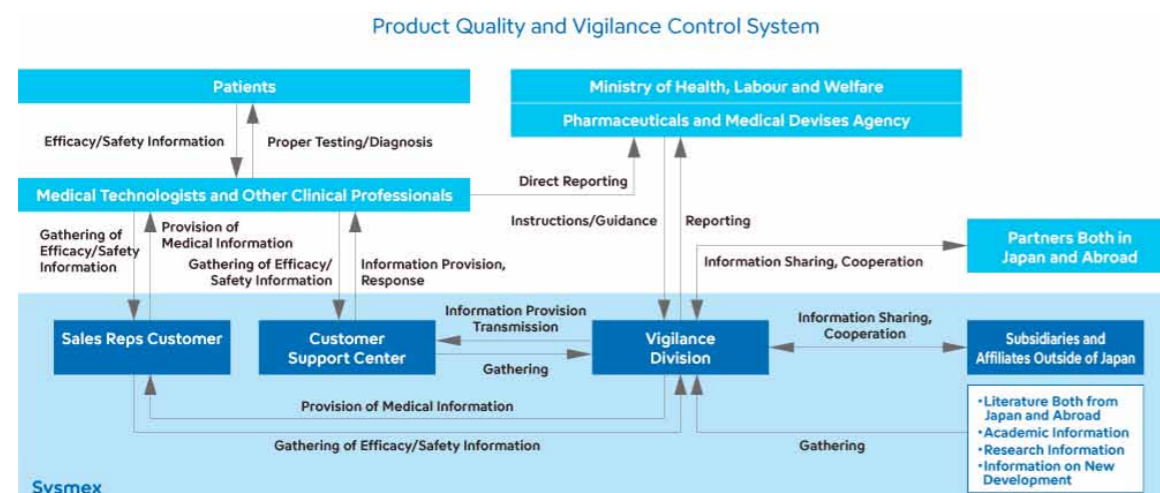 Product Quality and Vigilance Control System
Patients
Ministry of Health, Labour and Welfare
Pharmaceuticals and Medical Devises Agency
Efficacy/Safety Information
Proper Testing/Diagnosis
Medical Technologists and Other Clinical Professionals
Direct Reporting
Instructions/Guidance
Reporting
Gathering of
Efficacy/Safety
Information
Provision of
Medical Information
Gathering of Efficacy/
Safety Information
Information Provision,
Response
Information Sharing, Cooperation
Partners Both in
Japan and Abroad
Sales Reps Customer
Customer
Support Center
Information Provision
Transmission
Gathering
Vigilance
Division
Information Sharing,
Cooperation
Subsidiaries and
Affiliates Outside of Japan
Provision of Medical Information
Gathering of Efficacy/Safety Information
Gathering
•Literature Both from
Japan and Abroad
•Academic Information
•Research Information
•Information on New
Development
Sysmex